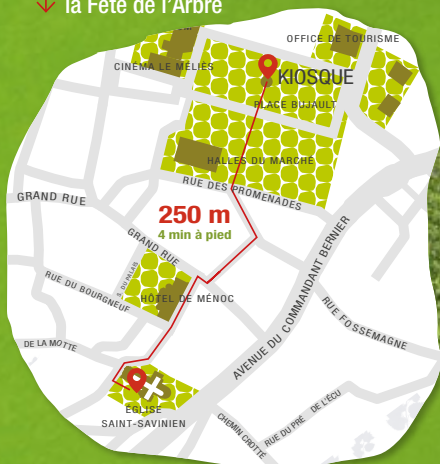 la Fête de l'Arbre
OFFICE DE TOURISME
CINÉMA LE MÉLIÈS
KIOSQUE
PLACE BUJAULT
HALLES DU MARCHÉ
RUE DES PROMENADES
GRAND RUE
250 m
4 min à pied
GRAND RUE
R. DU PALAIS
RUE DU BOURGNEUF
HÔTEL DE MÉNOC
AVENUE DU COMMANDANT BERNIER
RUE FOSSEMAGNE
DE LA MOTTE
ÉGLISE
SAINT-SAVINIEN
CHEMIN CROTTÉ
RUE DU PRÉ DE L'ÉCU